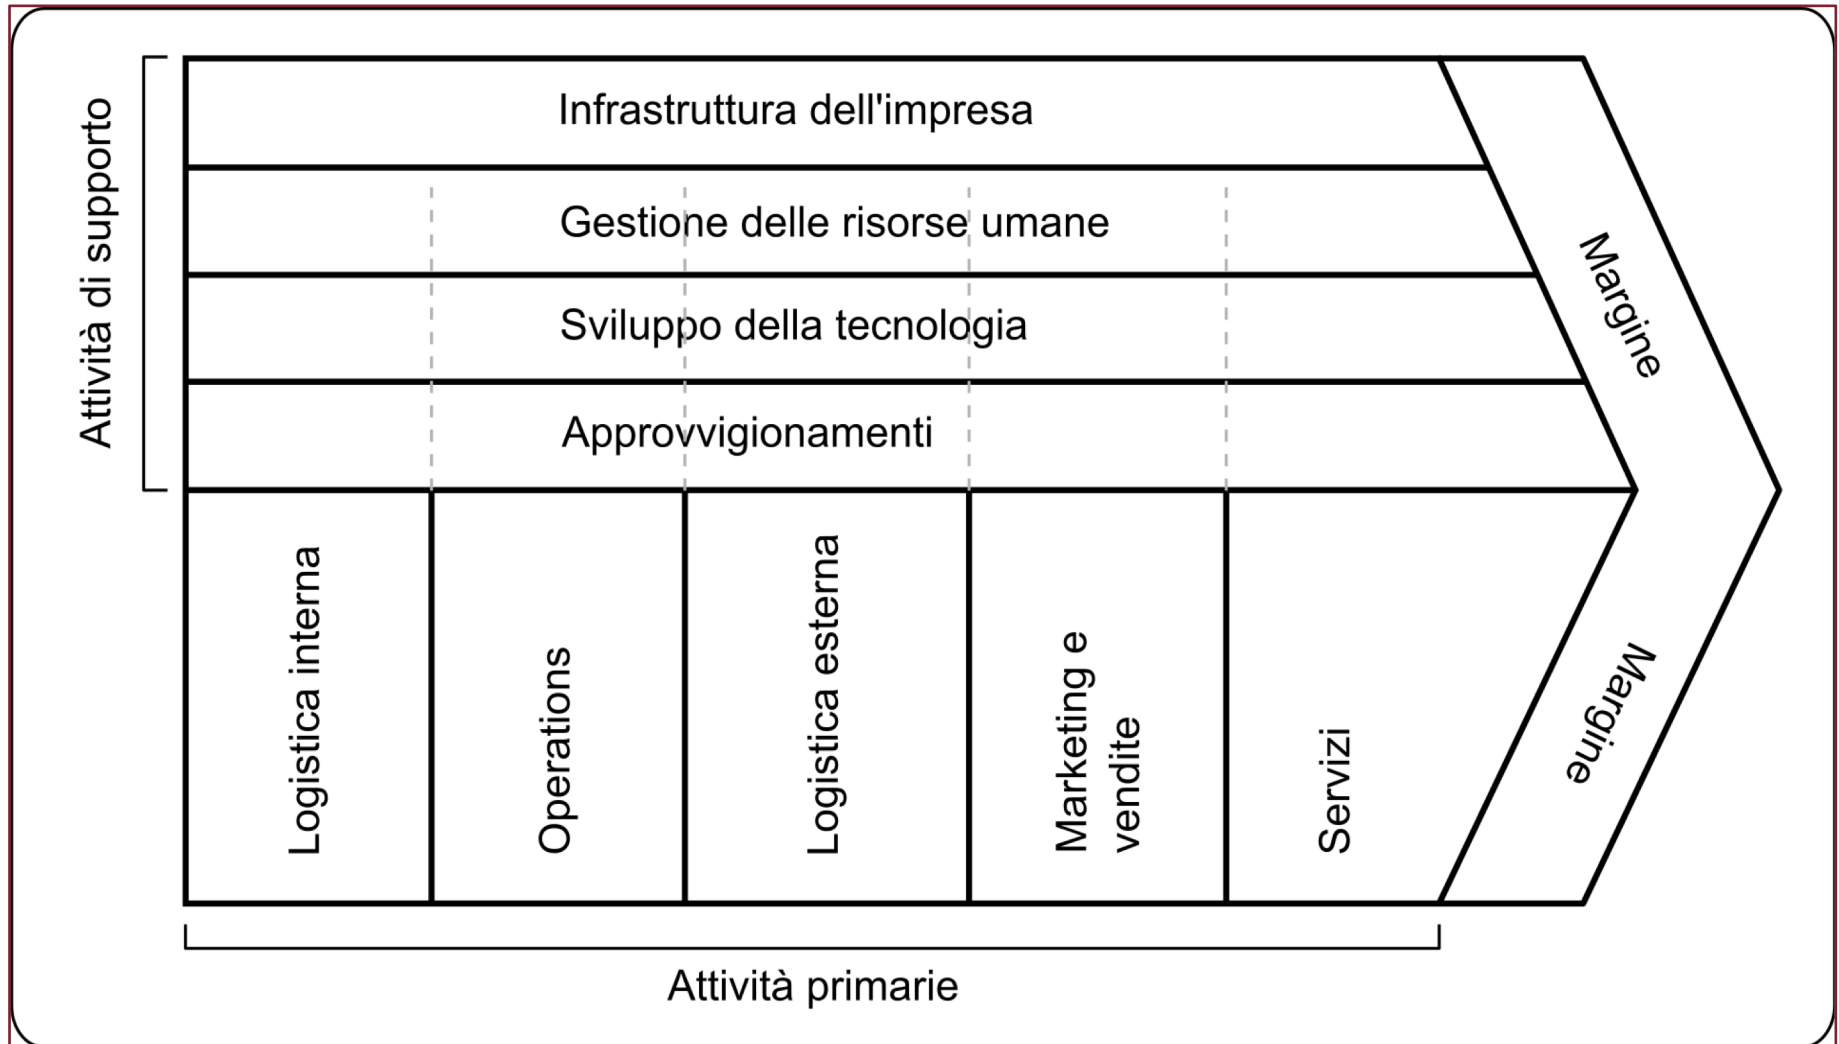 Attività di supporto
Infrastruttura dell'impresa
Gestione delle risorse umane
Sviluppo della tecnologia
Approvvigionamenti
Margine
Logistica interna
Operations
Logistica esterna
Marketing e
vendite
Servizi
Margine
Attività primarie